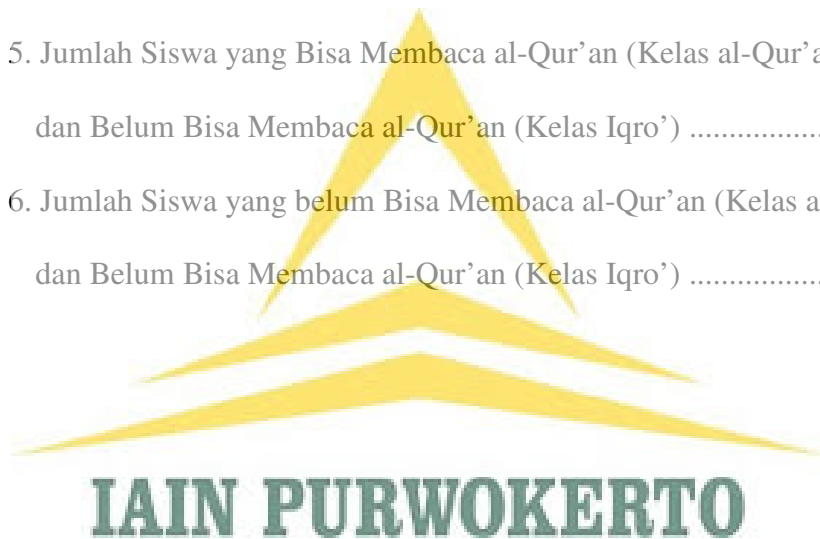 5. Jumlah Siswa yang Bisa Membaca al-Qur’an (Kelas al-Qur’a
dan Belum Bisa Membaca al-Qur’an (Kelas Iqro’) .................
6. Jumlah Siswa yang belum Bisa Membaca al-Qur’an (Kelas a
dan Belum Bisa Membaca al-Qur’an (Kelas Iqro’) .................
IAIN PURWOKERTO